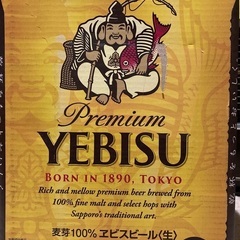 Premium
YEBISU
BORN IN 1890, TOKYO
Rich and mellow premium beer brewed from
100% fine malt and select hops with
Sapporo's traditional art.
麦芽100% ヱビスビール〈生〉